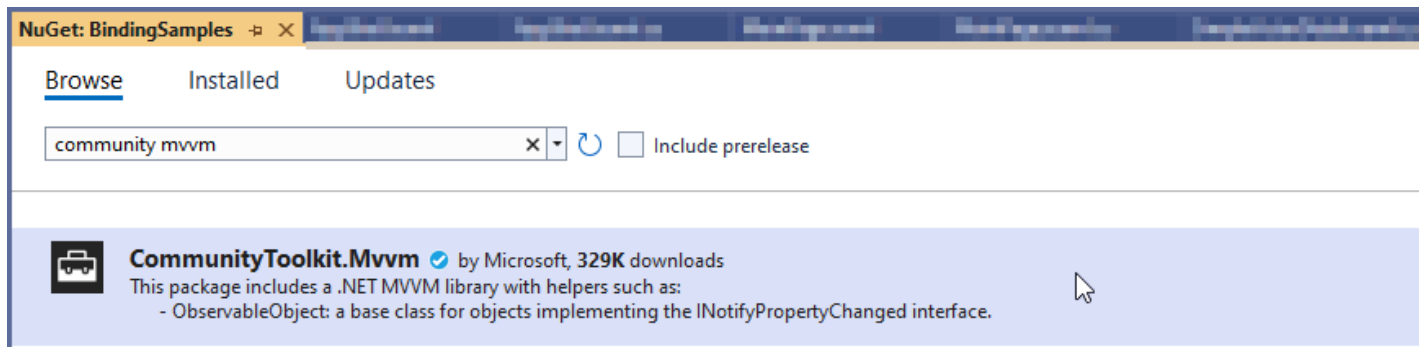 NuGet: BindingSamples
Browse Installed Updates
community mvvm
Include prerelease
CommunityToolkit.Mvvm by Microsoft, 329K downloads
This package includes a .NET MVVM library with helpers such as:
- ObservableObject: a base class for objects implementing the INotifyPropertyChanged interface.